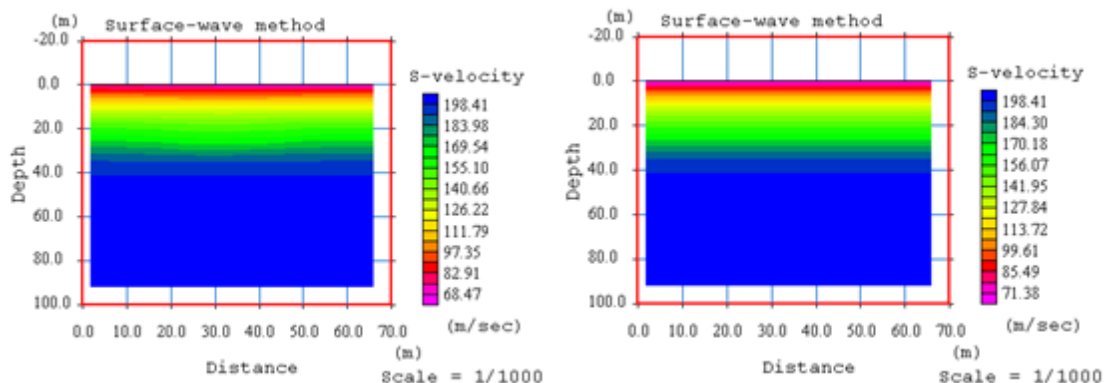 (m) Surface-wave method
-20.0
0.0
20.0
40.0
60.0
80.0
100.0
Depth
0.0 10.0 20.0 30.0 40.0 50.0 60.0 70.0
(m)
Distance
Scale = 1/1000
S-velocity
198.41
183.98
169.54
155.10
140.66
126.22
111.79
97.35
82.91
68.47
(m/sec)
(m) Surface-wave method
-20.0
0.0
20.0
40.0
60.0
80.0
100.0
Depth
0.0 10.0 20.0 30.0 40.0 50.0 60.0 70.0
(m)
Distance
Scale = 1/1000
S-velocity
198.41
184.30
170.18
156.07
141.95
127.84
113.72
99.61
85.49
71.38
(m/sec)